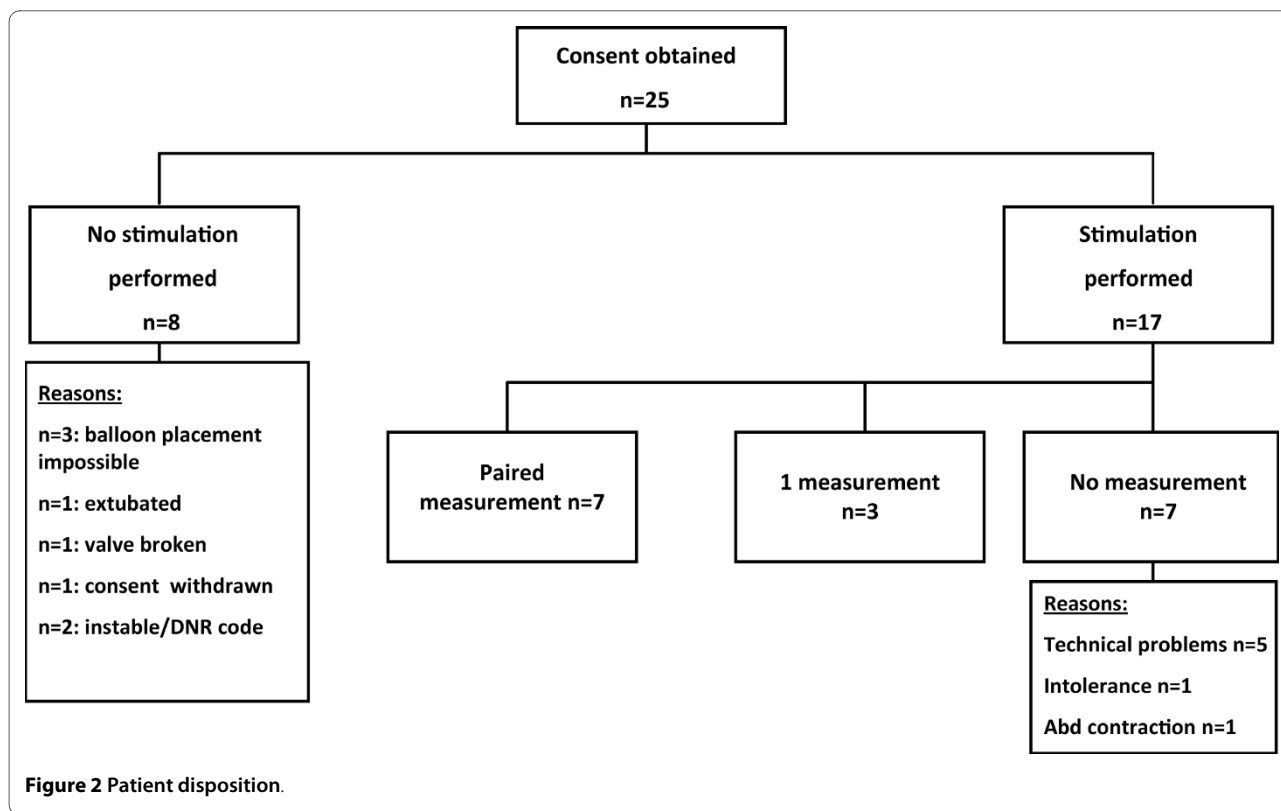 Consent obtained
n=25
No stimulation
performed
n=8
Stimulation
performed
n=17
Reasons:
n=3: balloon placement
impossible
n=1: extubated
n=1: valve broken
n=1: consent withdrawn
n=2: instable/DNR code
Paired
measurement n=7
1 measurement
n=3
No measurement
n=7
Reasons:
Technical problems n=5
Intolerance n=1
Abd contraction n=1
Figure 2 Patient disposition.